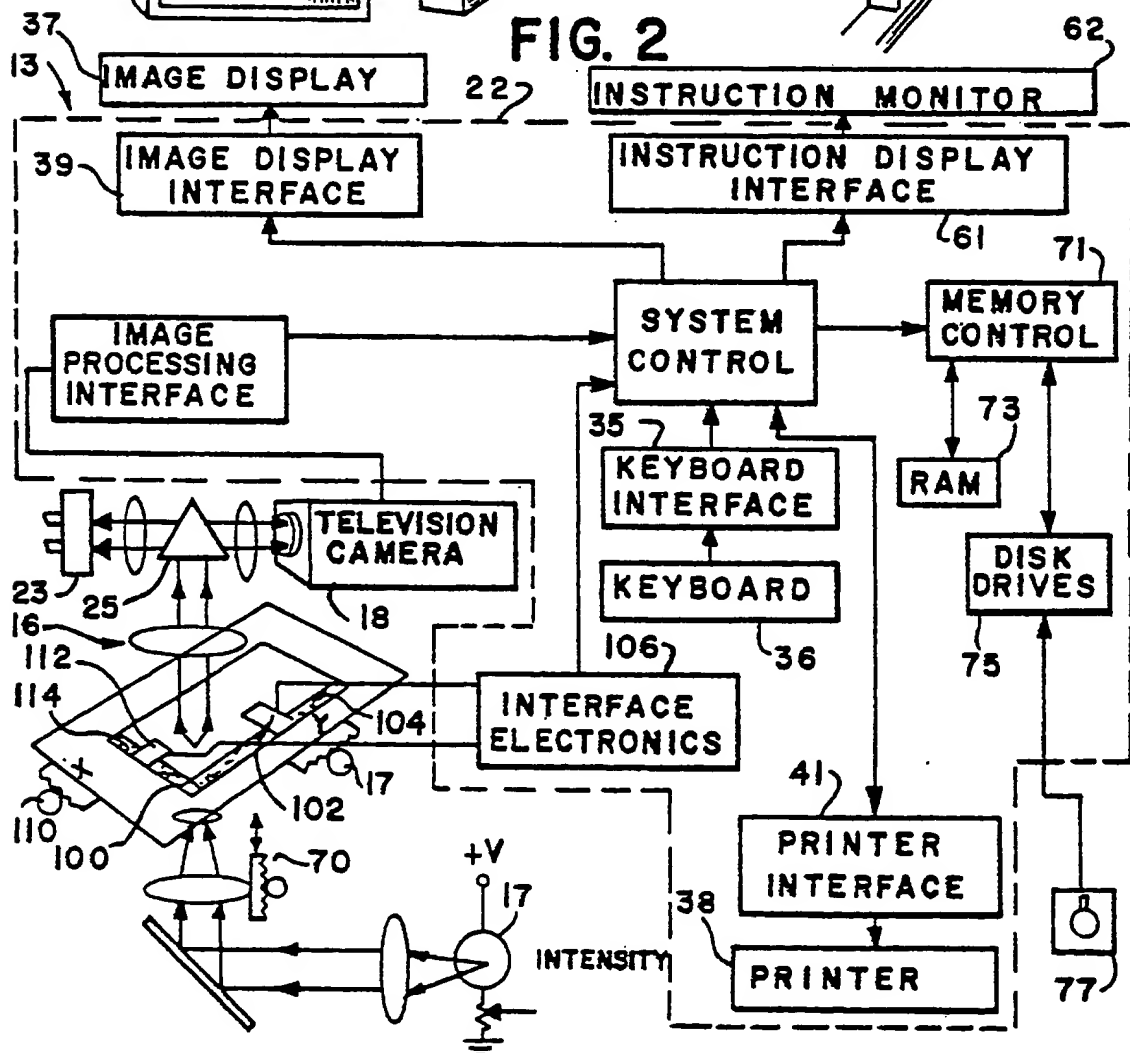 FIG. 2
37
13
IMAGE DISPLAY
22
62
INSTRUCTION MONITOR
39
IMAGE DISPLAY
INTERFACE
INSTRUCTION DISPLAY
INTERFACE
61
71
IMAGE
PROCESSING
INTERFACE
SYSTEM
CONTROL
MEMORY
CONTROL
35
73
KEYBOARD
INTERFACE
RAM
TELEVISION
CAMERA
23
25
18
KEYBOARD
36
DISK
DRIVES
75
16
112
114
106
INTERFACE
ELECTRONICS
104
X
Y
17
110
100
102
41
70
PRINTER
INTERFACE
+V
17
38
INTENSITY
PRINTER
77